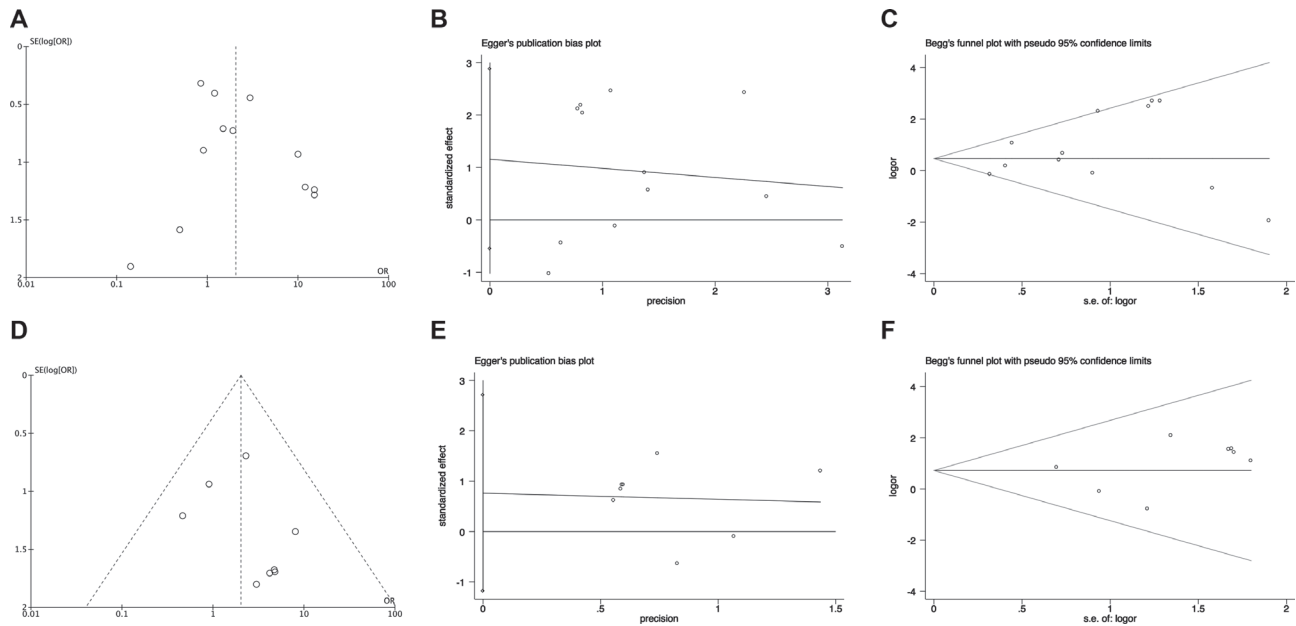 A
SE(log[OR])
0
0.5
1
1.5
2
0.01
0.1
1
10
100
OR
B
Egger's publication bias plot
standardized effect
3
2
1
0
-1
0
1
2
3
precision
C
Begg's funnel plot with pseudo 95% confidence limits
logor
4
2
0
-2
-4
0
.5
1
1.5
2
s.e. of: logor
D
SE(log[OR])
0
0.5
1
1.5
2
0.01
0.1
1
10
100
OR
E
Egger's publication bias plot
standardized effect
3
2
1
0
-1
0
.5
1
1.5
precision
F
Begg's funnel plot with pseudo 95% confidence limits
logor
4
2
0
-2
-4
0
.5
1
1.5
2
s.e. of: logor